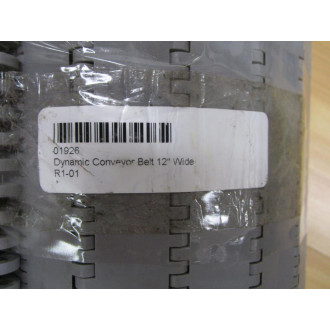 01926
Dynamic Conveyor Belt 12" Wide
R1-01